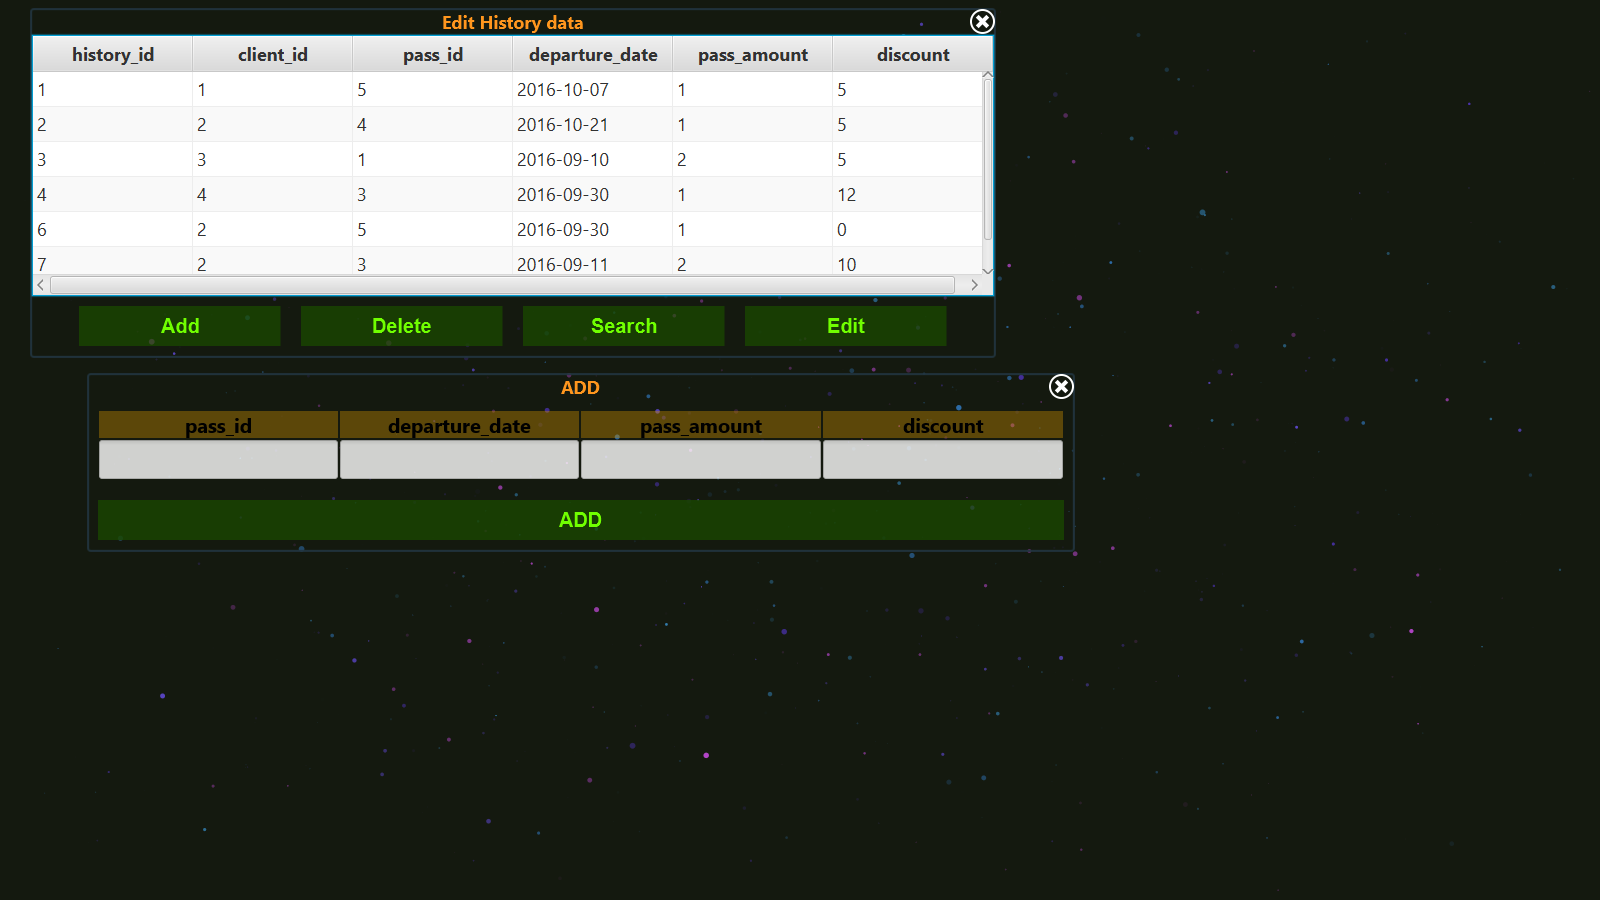 Edit History data
history_id client_id pass_id departure_date pass_amount discount
1 1 5 2016-10-07 1 5
2 2 4 2016-10-21 1 5
3 3 1 2016-09-10 2 5
4 4 3 2016-09-30 1 12
6 2 5 2016-09-30 1 0
7 2 3 2016-09-11 2 10
Add Delete Search Edit
ADD
pass_id departure_date pass_amount discount
ADD